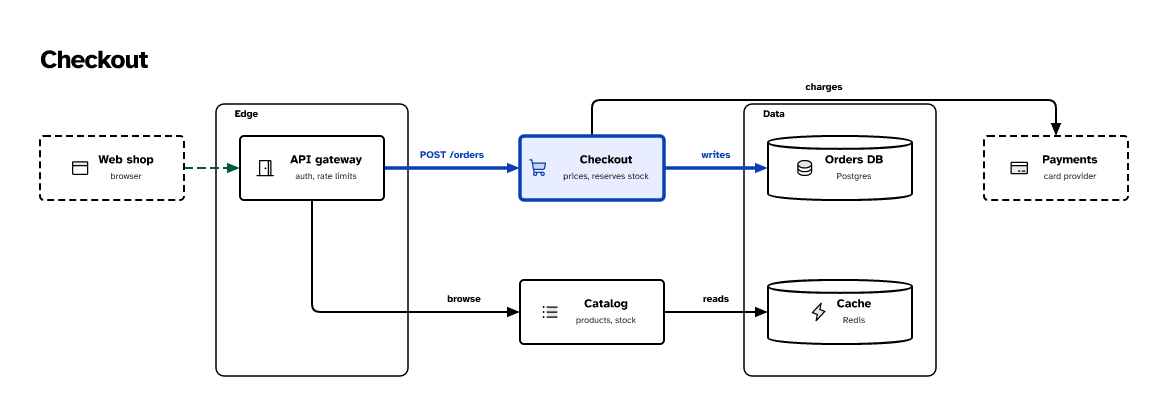 Checkout
charges
Edge
Data
Web shop
browser
API gateway
auth, rate limits
POST /orders
Checkout
prices, reserves stock
writes
Orders DB
Postgres
Payments
card provider
browse
Catalog
products, stock
reads
Cache
Redis